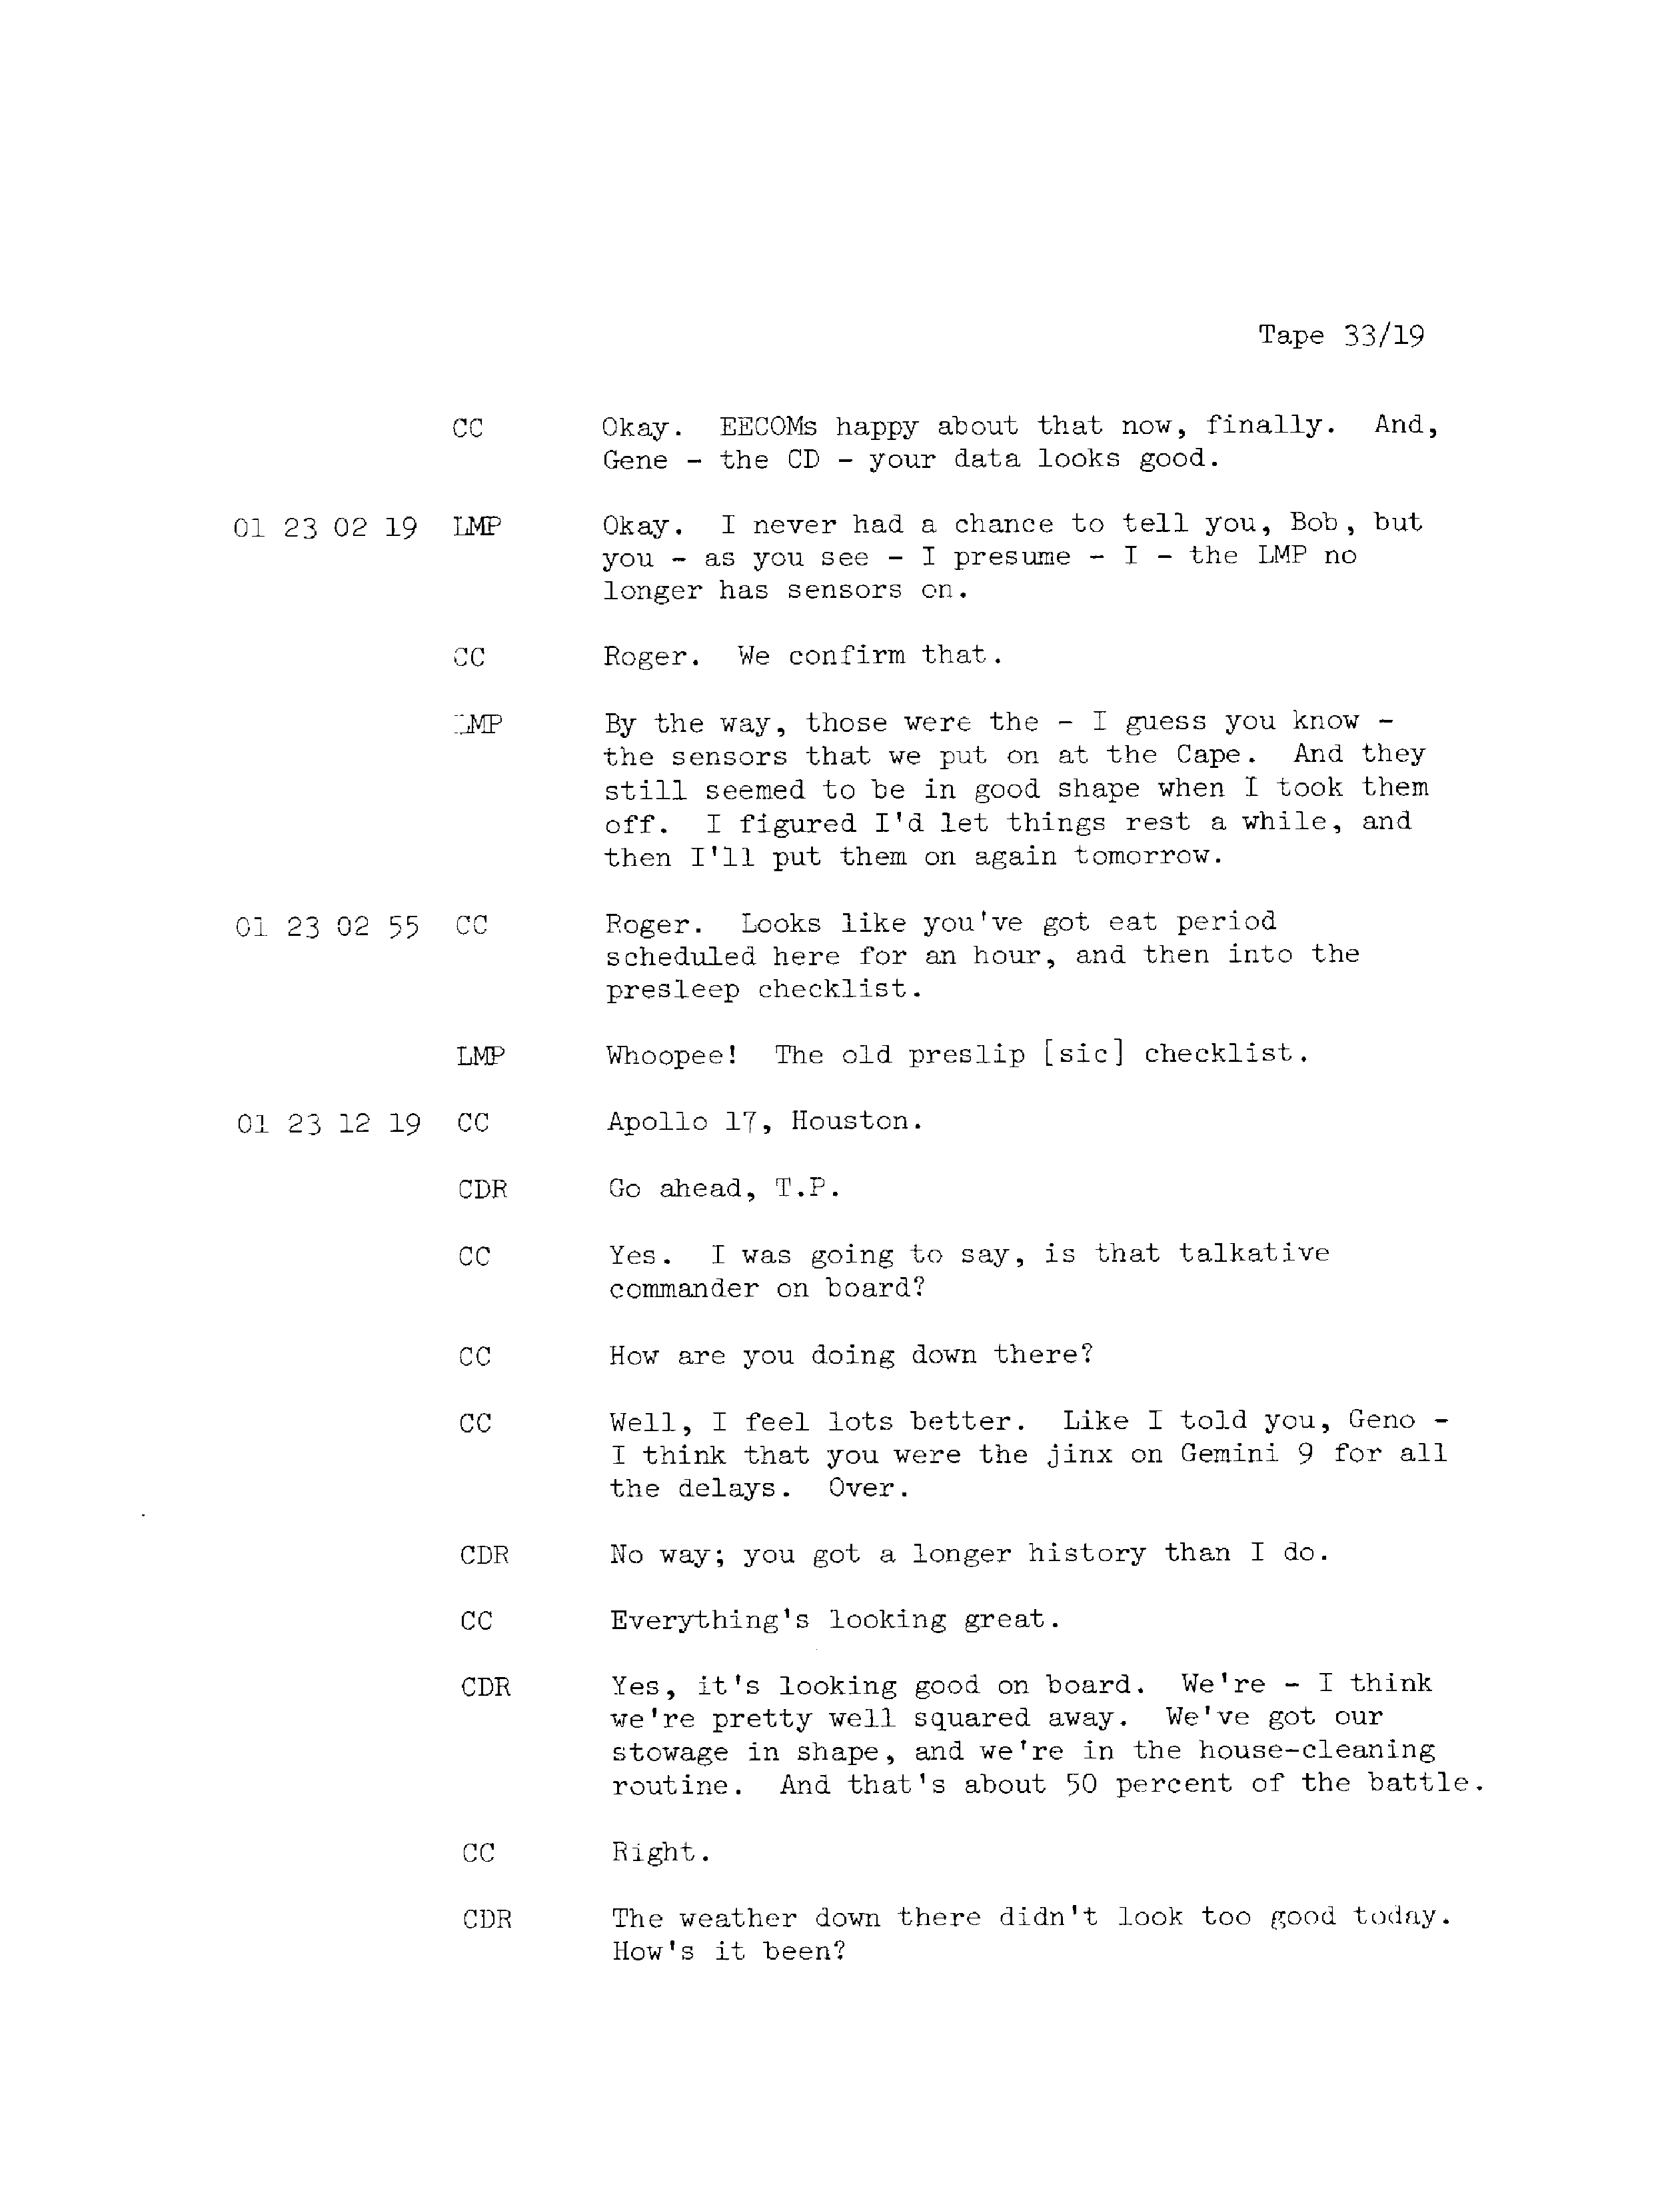 Tape 33/19
CC Okay. EECOMs happy about that now, finally. And,
Gene - the CD - your data looks good.
01 23 02 19 LMP Okay. I never had a chance to tell you, Bob, but
you - as you see - I presume - I - the LMP no
longer has sensors on.
CC Roger. We confirm that.
LMP By the way, those were the - I guess you know -
the sensors that we put on at the Cape. And they
still seemed to be in good shape when I took them
off. I figured I'd let things rest a while, and
then I'll put them on again tomorrow.
01 23 02 55 CC Roger. Looks like you've got eat period
scheduled here for an hour, and then into the
presleep checklist.
LMP Whoopee! The old preslip [sic] checklist.
01 23 12 19 CC Apollo 17, Houston.
CDR Go ahead, T.P.
CC Yes. I was going to say, is that talkative
commander on board?
CC How are you doing down there?
CC Well, I feel lots better. Like I told you, Geno -
I think that you were the jinx on Gemini 9 for all
the delays. Over.
CDR No way; you got a longer history than I do.
CC Everything's looking great.
CDR Yes, it's looking good on board. We're - I think
we're pretty well squared away. We've got our
stowage in shape, and we're in the house-cleaning
routine. And that's about 50 percent of the battle.
CC Right.
CDR The weather down there didn't look too good today.
How's it been?